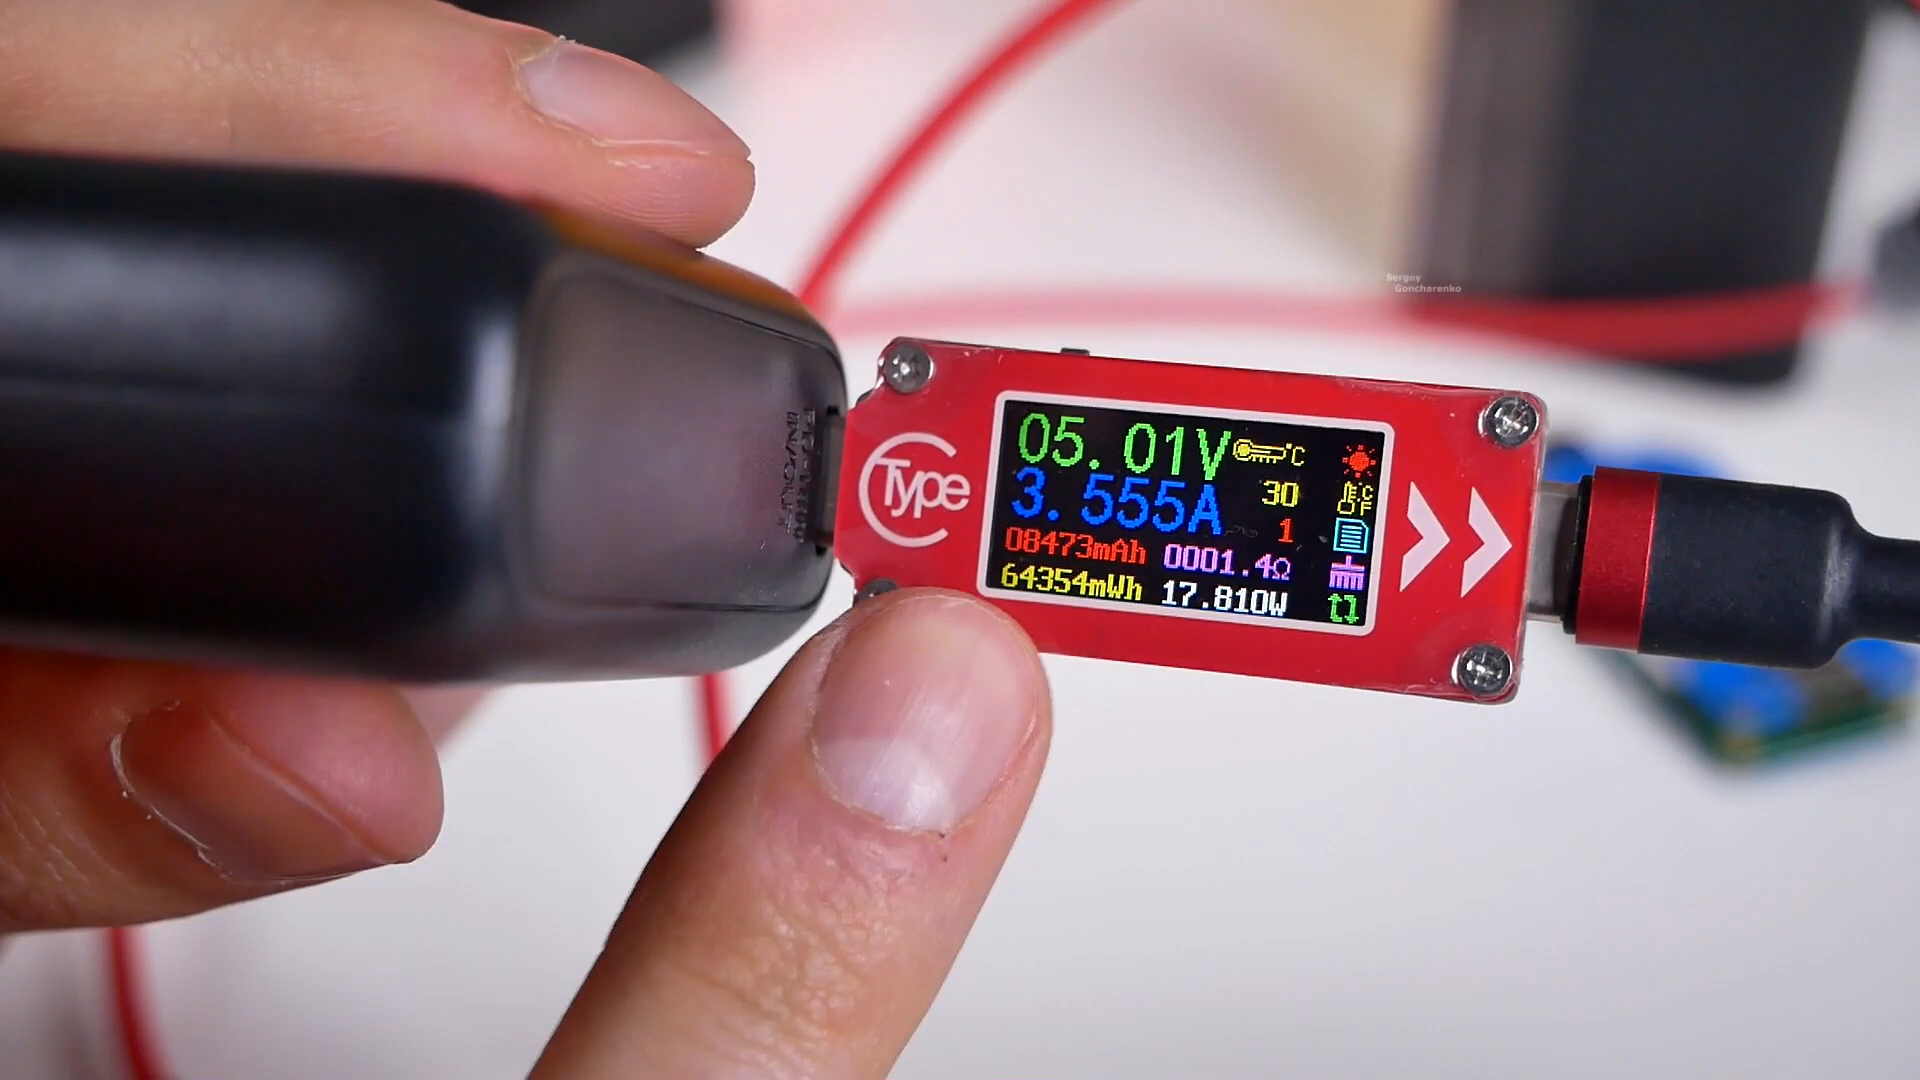 Sergey
Goncharenko
Type C
05.01V °C
3.555A 30
1
08473mAh 0001.4Ω
64354mWh 17.810W
°C
°F